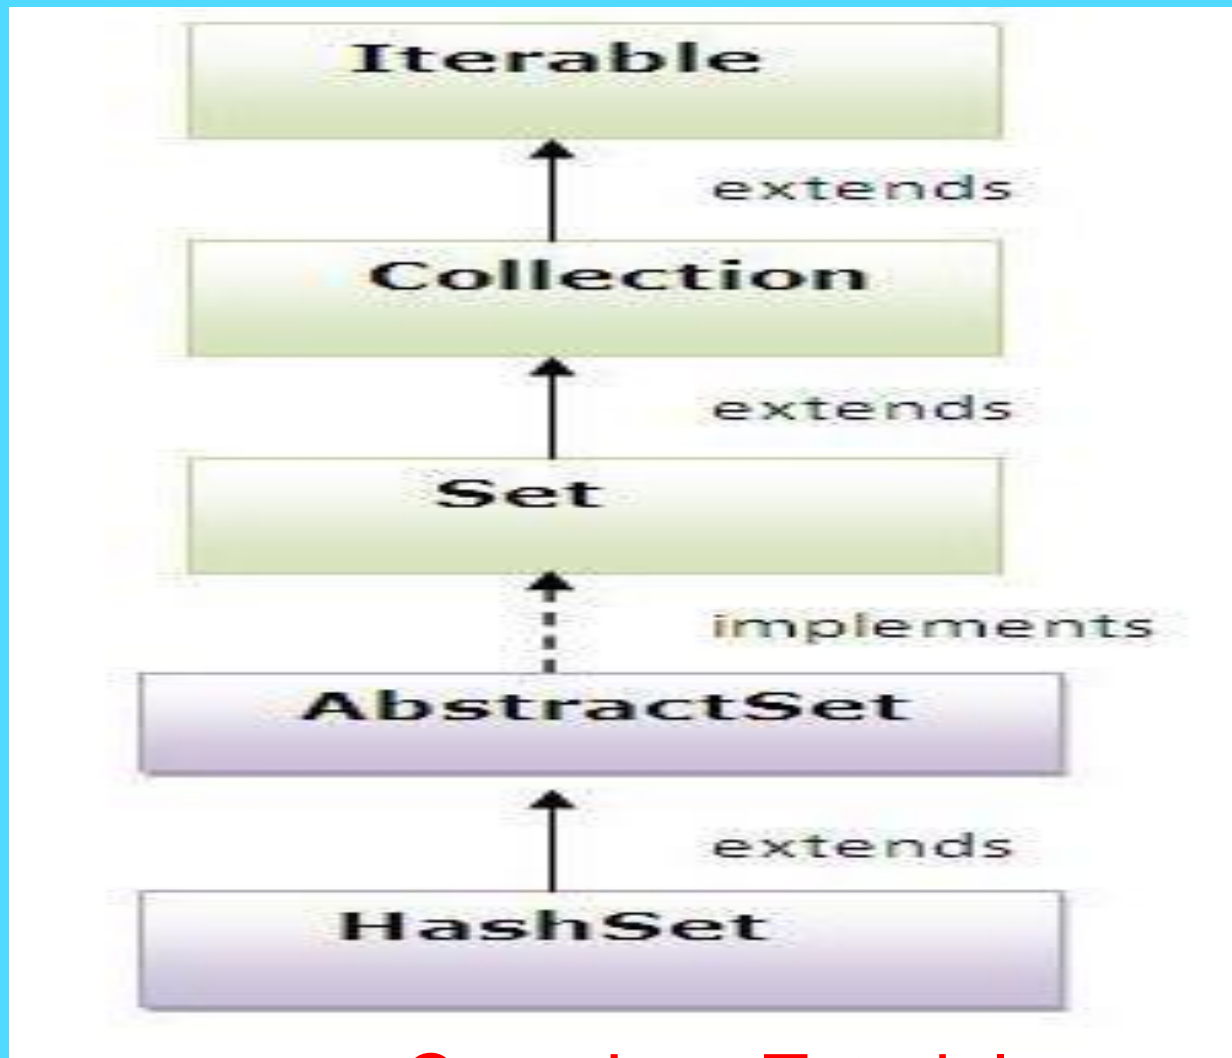 Iterable
extends
Collection
extends
Set
implements
AbstractSet
extends
HashSet